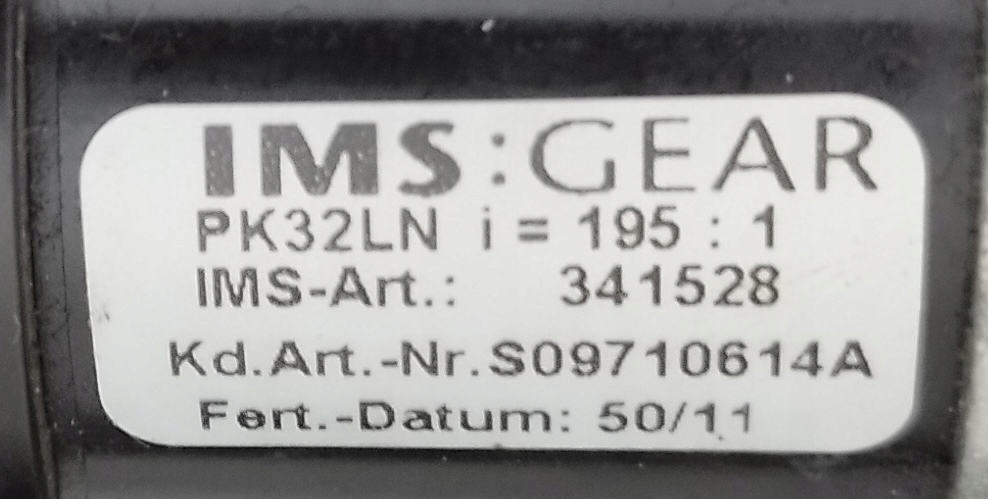 IMS:GEAR
PK32LN i = 195 : 1
IMS-Art.: 341528
Kd.Art.-Nr.S09710614A
Fert.-Datum: 50/11